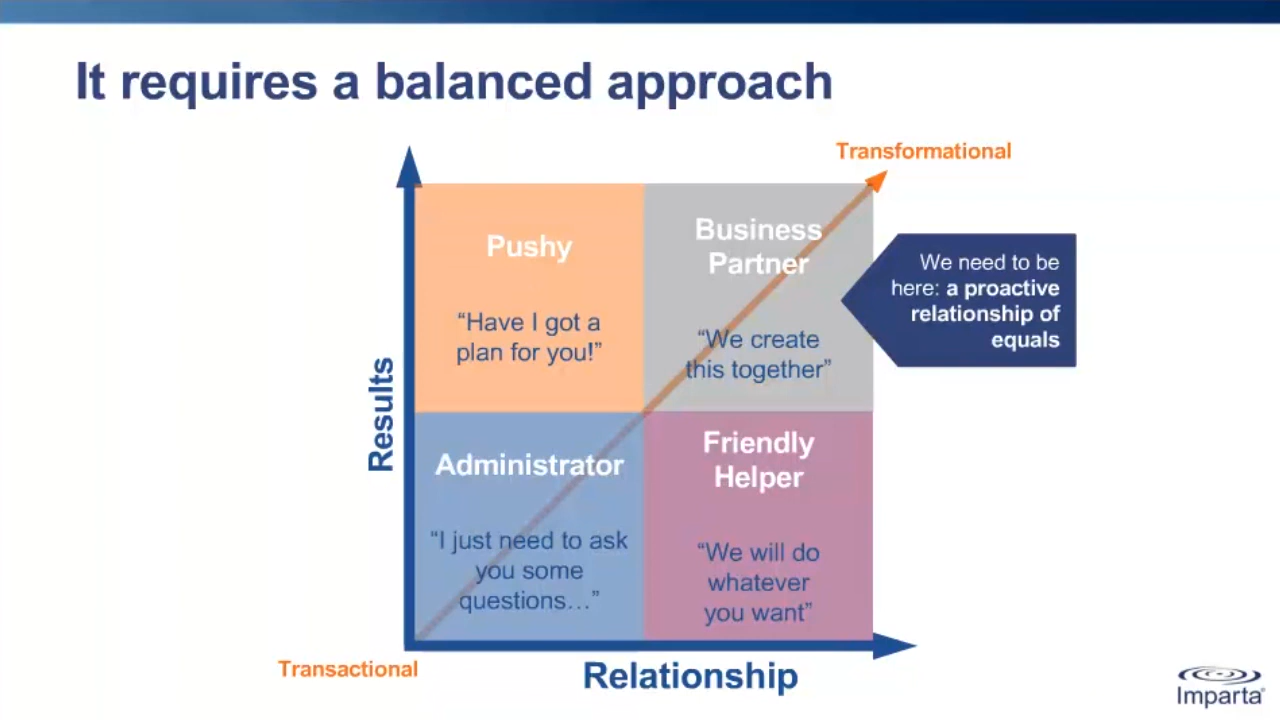 It requires a balanced approach
Transformational
Pushy
“Have I got a
plan for you!”
Business
Partner
“We create
this together”
We need to be
here: a proactive
relationship of
equals
Results
Administrator
“I just need to ask
you some
questions…”
Friendly
Helper
“We will do
whatever
you want”
Transactional
Relationship
Imparta